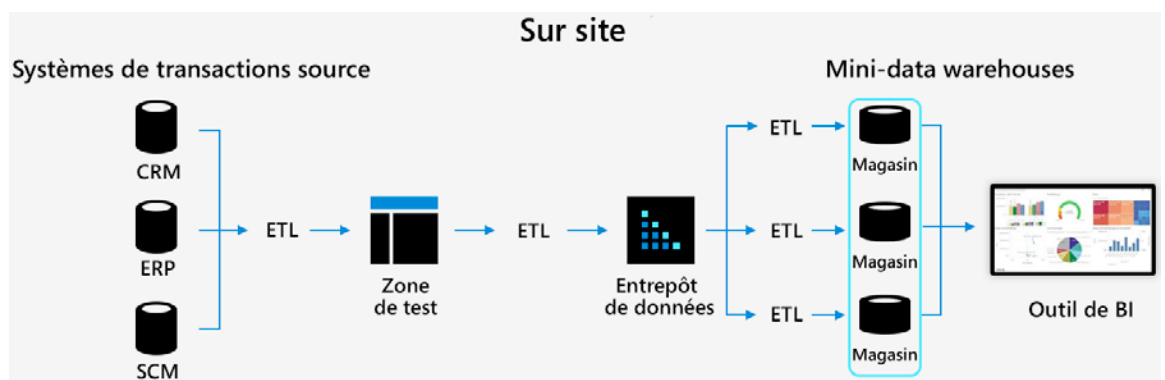 Sur site
Systèmes de transactions source
Mini-data warehouses
CRM
ERP
SCM
ETL
Zone
de test
ETL
Entrepôt
de données
ETL
ETL
ETL
Magasin
Magasin
Magasin
Outil de BI